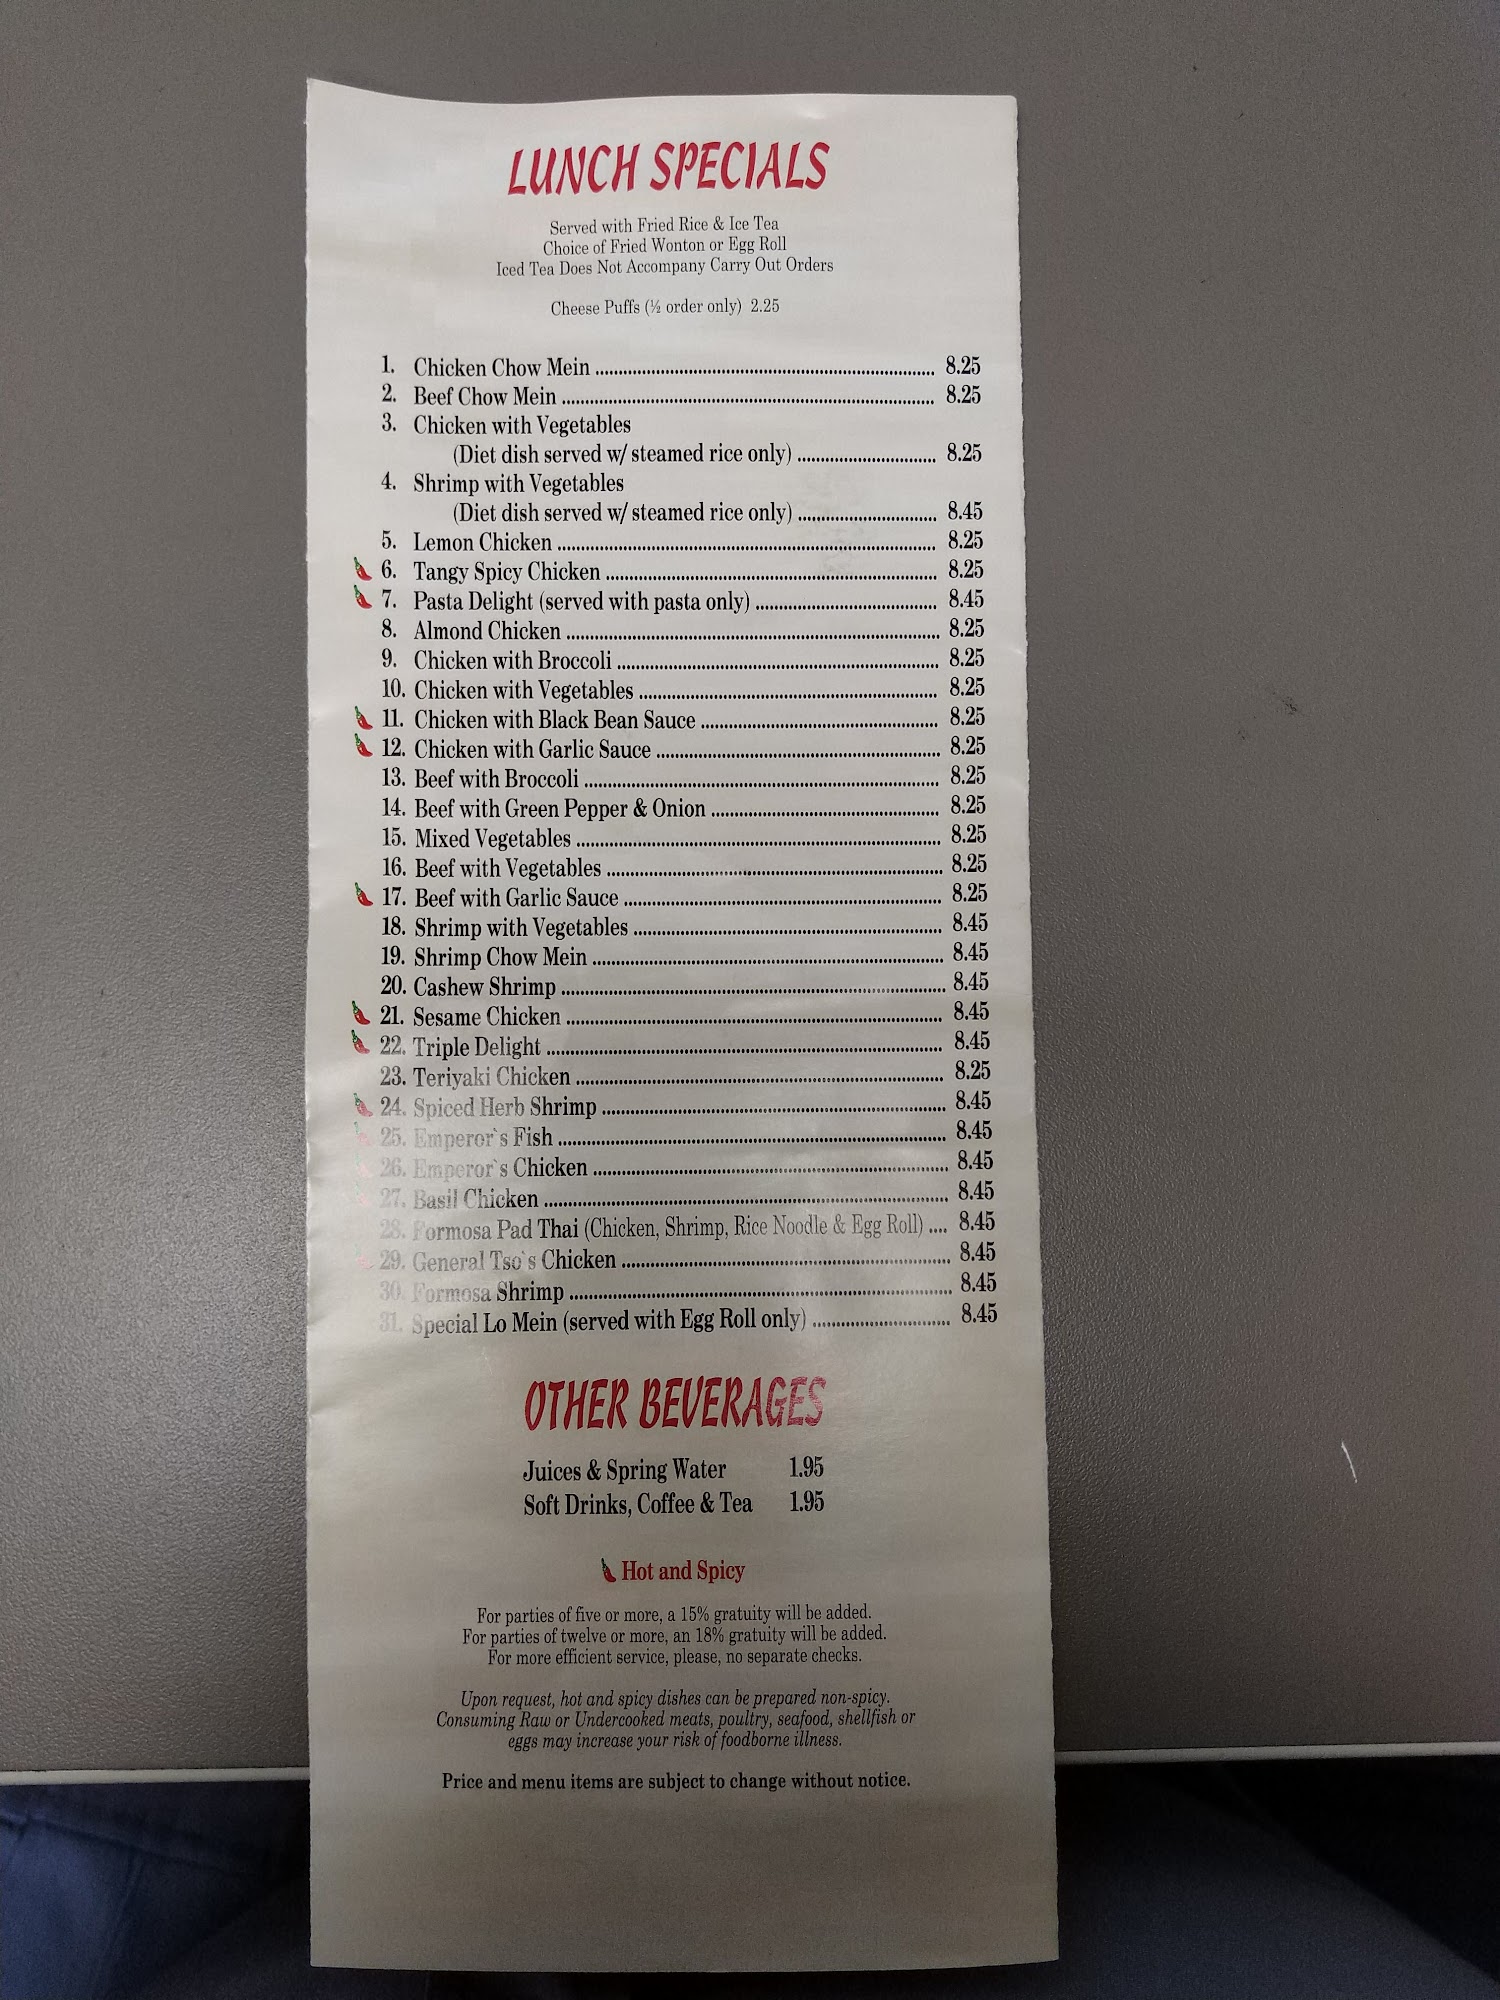 LUNCH SPECIALS
Served with Fried Rice & Ice Tea
Choice of Fried Wonton or Egg Roll
Iced Tea Does Not Accompany Carry Out Orders
Cheese Puffs (½ order only) 2.25
1. Chicken Chow Mein ........ 8.25
2. Beef Chow Mein ........ 8.25
3. Chicken with Vegetables
(Diet dish served w/ steamed rice only) ........ 8.25
4. Shrimp with Vegetables
(Diet dish served w/ steamed rice only) ........ 8.45
5. Lemon Chicken ........ 8.25
6. Tangy Spicy Chicken ........ 8.25
7. Pasta Delight (served with pasta only) ........ 8.45
8. Almond Chicken ........ 8.25
9. Chicken with Broccoli ........ 8.25
10. Chicken with Vegetables ........ 8.25
11. Chicken with Black Bean Sauce ........ 8.25
12. Chicken with Garlic Sauce ........ 8.25
13. Beef with Broccoli ........ 8.25
14. Beef with Green Pepper & Onion ........ 8.25
15. Mixed Vegetables ........ 8.25
16. Beef with Vegetables ........ 8.25
17. Beef with Garlic Sauce ........ 8.25
18. Shrimp with Vegetables ........ 8.45
19. Shrimp Chow Mein ........ 8.45
20. Cashew Shrimp ........ 8.45
21. Sesame Chicken ........ 8.45
22. Triple Delight ........ 8.45
23. Teriyaki Chicken ........ 8.25
24. Spiced Herb Shrimp ........ 8.45
25. Emperor`s Fish ........ 8.45
26. Emperor`s Chicken ........ 8.45
27. Basil Chicken ........ 8.45
28. Formosa Pad Thai (Chicken, Shrimp, Rice Noodle & Egg Roll) .... 8.45
29. General Tso`s Chicken ........ 8.45
30. Formosa Shrimp ........ 8.45
31. Special Lo Mein (served with Egg Roll only) ........ 8.45
OTHER BEVERAGES
Juices & Spring Water 1.95
Soft Drinks, Coffee & Tea 1.95
Hot and Spicy
For parties of five or more, a 15% gratuity will be added.
For parties of twelve or more, an 18% gratuity will be added.
For more efficient service, please, no separate checks.
Upon request, hot and spicy dishes can be prepared non-spicy.
Consuming Raw or Undercooked meats, poultry, seafood, shellfish or
eggs may increase your risk of foodborne illness.
Price and menu items are subject to change without notice.